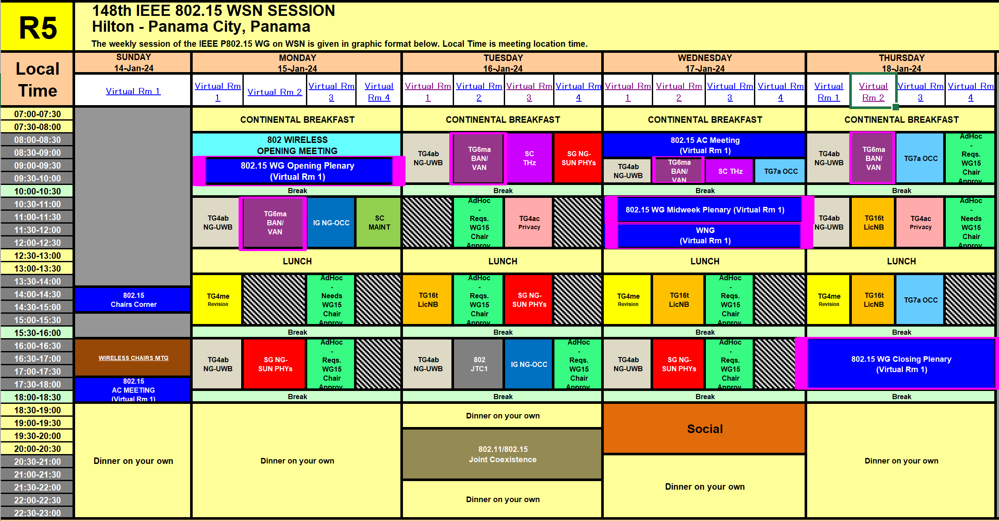 R5
148th IEEE 802.15 WSN SESSION
Hilton - Panama City, Panama
The weekly session of the IEEE P802.15 WG on WSN is given in graphic format below. Local Time is meeting location time.
Local
Time
SUNDAY
14-Jan-24
MONDAY
15-Jan-24
TUESDAY
16-Jan-24
WEDNESDAY
17-Jan-24
THURSDAY
18-Jan-24
Virtual Rm 1
Virtual Rm
1
Virtual Rm 2
Virtual Rm
3
Virtual
Rm 4
Virtual Rm
1
Virtual Rm
2
Virtual Rm
3
Virtual Rm
4
Virtual Rm
1
Virtual Rm
2
Virtual Rm
3
Virtual Rm
4
Virtual
Rm 1
Virtual
Rm 2
Virtual Rm
3
Virtual Rm
4
07:00-07:30
07:30-08:00
CONTINENTAL BREAKFAST
CONTINENTAL BREAKFAST
CONTINENTAL BREAKFAST
CONTINENTAL BREAKFAST
08:00-08:30
08:30-09:00
09:00-09:30
09:30-10:00
802 WIRELESS
OPENING MEETING
802.15 WG Opening Plenary
(Virtual Rm 1)
TG4ab
NG-UWB
TG6ma
BAN/
VAN
SC
THz
SG NG-
SUN PHYs
802.15 AC Meeting
(Virtual Rm 1)
TG4ab
NG-UWB
TG6ma
BAN/
VAN
SC THz
TG7a OCC
TG4ab
NG-UWB
TG6ma
BAN/
VAN
TG7a OCC
AdHoc
-
Reqs.
WG15
Chair
Approv
10:00-10:30
Break
Break
Break
Break
10:30-11:00
11:00-11:30
11:30-12:00
12:00-12:30
TG4ab
NG-UWB
TG6ma
BAN/
VAN
IG NG-OCC
SC
MAINT
AdHoc
-
Reqs.
WG15
Chair
Approv
TG4ac
Privacy
802.15 WG Midweek Plenary (Virtual Rm 1)
WNG
(Virtual Rm 1)
TG4ab
NG-UWB
TG16t
LicNB
TG4ac
Privacy
AdHoc
-
Needs
WG15
Chair
Approv
12:30-13:00
13:00-13:30
LUNCH
LUNCH
LUNCH
LUNCH
13:30-14:00
14:00-14:30
14:30-15:00
15:00-15:30
802.15
Chairs Corner
TG4me
Revision
AdHoc
-
Needs
WG15
Chair
Approv
TG16t
LicNB
AdHoc
-
Reqs.
WG15
Chair
Approv
SG NG-
SUN PHYs
TG4me
Revision
TG16t
LicNB
AdHoc
-
Reqs.
WG15
Chair
Approv
TG4me
Revision
TG16t
LicNB
TG7a OCC
15:30-16:00
Break
Break
Break
Break
16:00-16:30
16:30-17:00
17:00-17:30
17:30-18:00
WIRELESS CHAIRS MTG
802.15
AC MEETING
(Virtual Rm 1)
TG4ab
NG-UWB
SG NG-
SUN PHYs
AdHoc
-
Reqs.
WG15
Chair
Approv
TG4ab
NG-UWB
802
JTC1
IG NG-OCC
AdHoc
-
Reqs.
WG15
Chair
Approv
TG4ab
NG-UWB
SG NG-
SUN PHYs
AdHoc
-
Reqs.
WG15
Chair
Approv
802.15 WG Closing Plenary
(Virtual Rm 1)
18:00-18:30
Break
Break
Break
Break
18:30-19:00
19:00-19:30
19:30-20:00
20:00-20:30
20:30-21:00
21:00-21:30
21:30-22:00
22:00-22:30
22:30-23:00
Dinner on your own
Dinner on your own
Dinner on your own
802.11/802.15
Joint Coexistence
Dinner on your own
Social
Dinner on your own
Dinner on your own